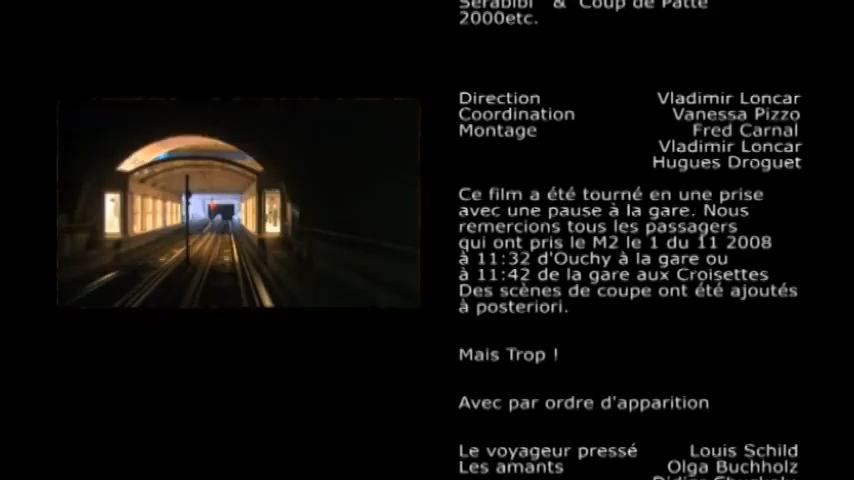 Serabibi & Coup de Patte
2000etc.
Direction Vladimir Loncar
Coordination Vanessa Pizzo
Montage Fred Carnal
Vladimir Loncar
Hugues Droguet
Ce film a été tourné en une prise
avec une pause à la gare. Nous
remercions tous les passagers
qui ont pris le M2 le 1 du 11 2008
à 11:32 d'Ouchy à la gare ou
à 11:42 de la gare aux Croisettes
Des scènes de coupe ont été ajoutés
à posteriori.
Mais Trop !
Avec par ordre d'apparition
Le voyageur pressé Louis Schild
Les amants Olga Buchholz